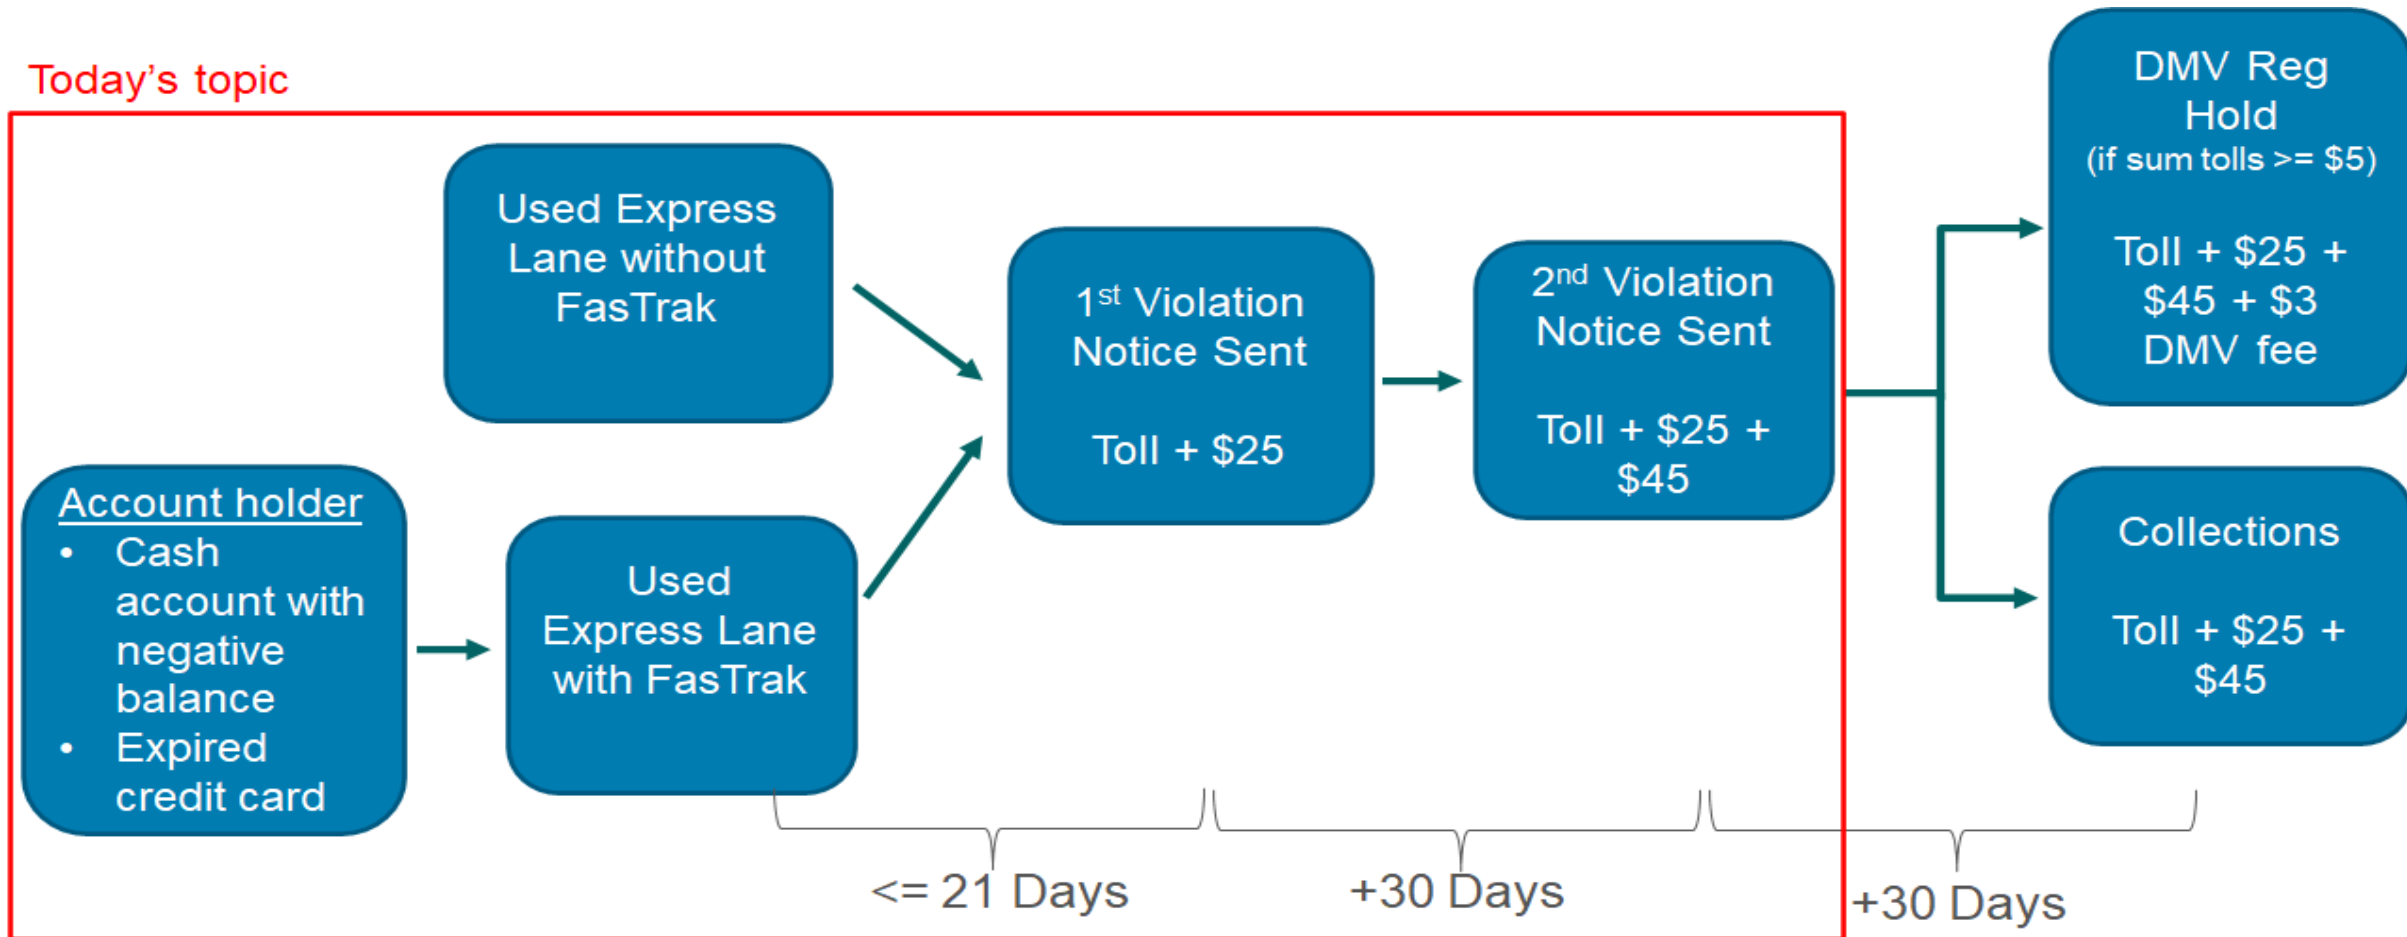 Today's topic
Account holder
• Cash
account with
negative
balance
• Expired
credit card
Used Express
Lane without
FasTrak
Used
Express Lane
with FasTrak
1st Violation
Notice Sent
Toll + $25
2nd Violation
Notice Sent
Toll + $25 +
$45
DMV Reg
Hold
(if sum tolls >= $5)
Toll + $25 +
$45 + $3
DMV fee
Collections
Toll + $25 +
$45
<= 21 Days
+30 Days
+30 Days